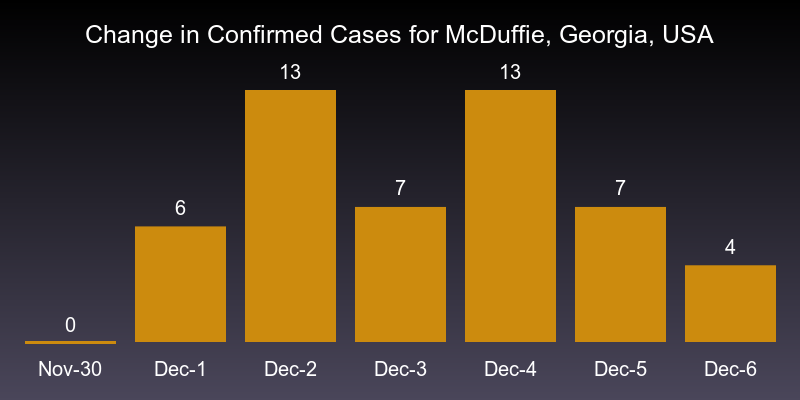 Change in Confirmed Cases for McDuffie, Georgia, USA
13 13
7 7
6
4
0
Nov-30 Dec-1 Dec-2 Dec-3 Dec-4 Dec-5 Dec-6